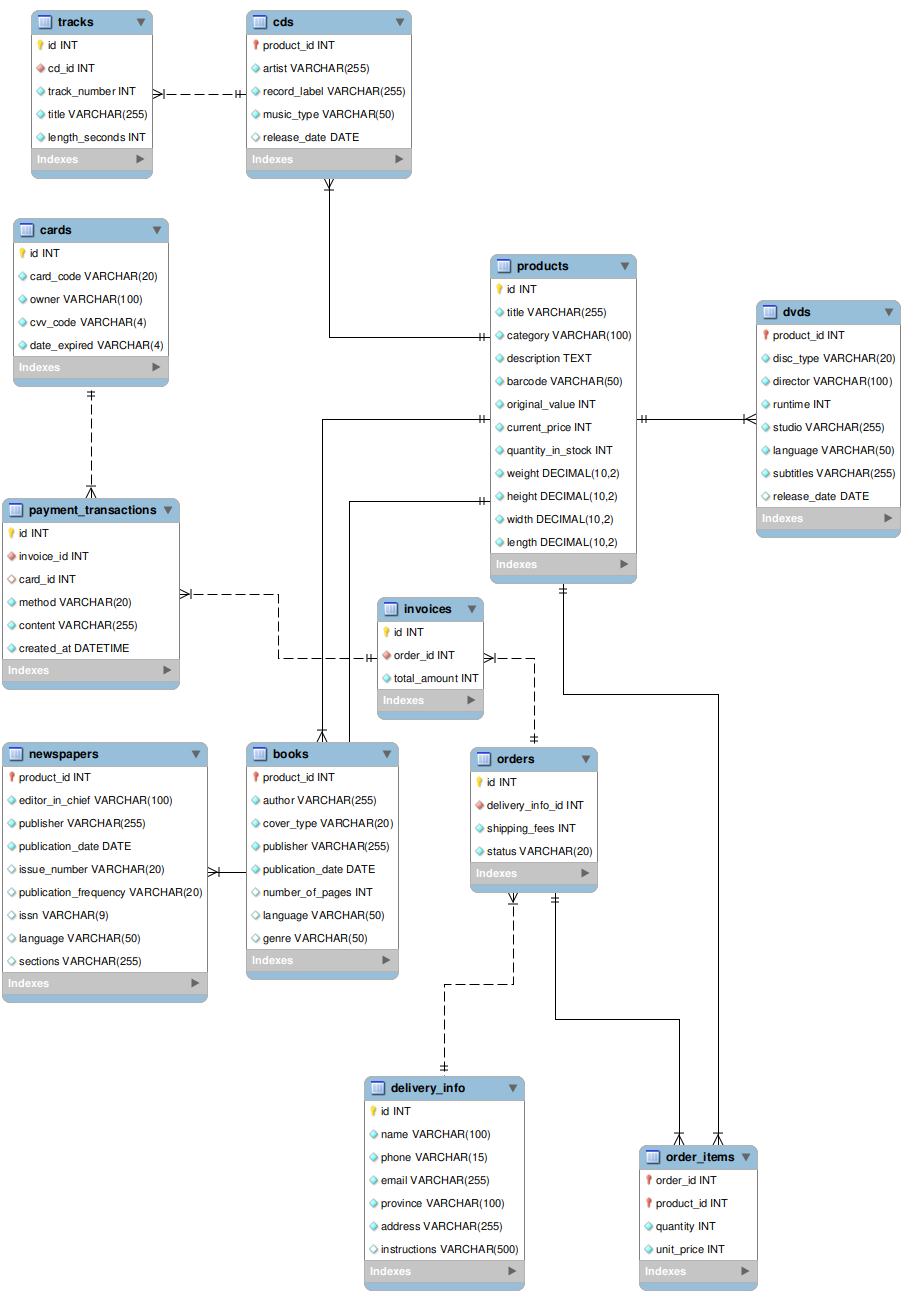 tracks
id INT
cd_id INT
track_number INT
title VARCHAR(255)
length_seconds INT
Indexes
cds
product_id INT
artist VARCHAR(255)
record_label VARCHAR(255)
music_type VARCHAR(50)
release_date DATE
Indexes
cards
id INT
card_code VARCHAR(20)
owner VARCHAR(100)
cvv_code VARCHAR(4)
date_expired VARCHAR(4)
Indexes
products
id INT
title VARCHAR(255)
category VARCHAR(100)
description TEXT
barcode VARCHAR(50)
original_value INT
current_price INT
quantity_in_stock INT
weight DECIMAL(10,2)
height DECIMAL(10,2)
width DECIMAL(10,2)
length DECIMAL(10,2)
Indexes
dvds
product_id INT
disc_type VARCHAR(20)
director VARCHAR(100)
runtime INT
studio VARCHAR(255)
language VARCHAR(50)
subtitles VARCHAR(255)
release_date DATE
Indexes
payment_transactions
id INT
invoice_id INT
card_id INT
method VARCHAR(20)
content VARCHAR(255)
created_at DATETIME
Indexes
invoices
id INT
order_id INT
total_amount INT
Indexes
newspapers
product_id INT
editor_in_chief VARCHAR(100)
publisher VARCHAR(255)
publication_date DATE
issue_number VARCHAR(20)
publication_frequency VARCHAR(20)
issn VARCHAR(9)
language VARCHAR(50)
sections VARCHAR(255)
Indexes
books
product_id INT
author VARCHAR(255)
cover_type VARCHAR(20)
publisher VARCHAR(255)
publication_date DATE
number_of_pages INT
language VARCHAR(50)
genre VARCHAR(50)
Indexes
orders
id INT
delivery_info_id INT
shipping_fees INT
status VARCHAR(20)
Indexes
delivery_info
id INT
name VARCHAR(100)
phone VARCHAR(15)
email VARCHAR(255)
province VARCHAR(100)
address VARCHAR(255)
instructions VARCHAR(500)
Indexes
order_items
order_id INT
product_id INT
quantity INT
unit_price INT
Indexes